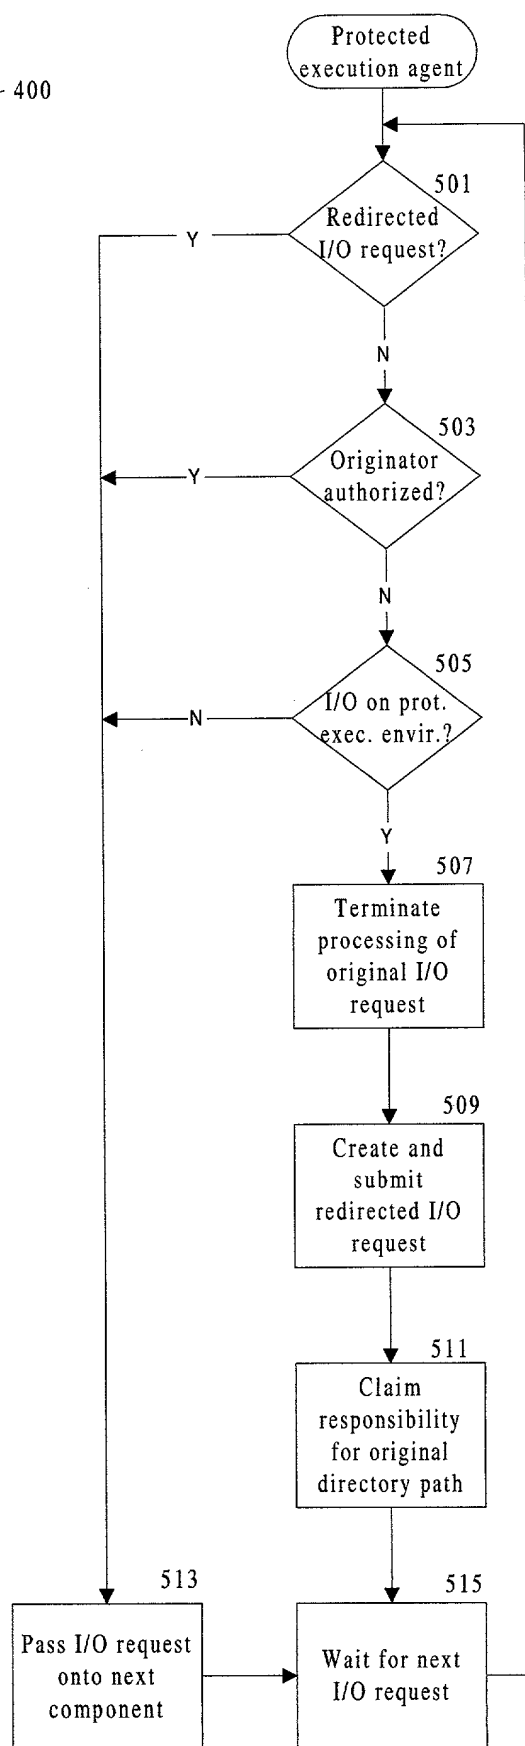 Protected
execution agent
400
501
Redirected
I/O request?
Y
N
503
Originator
authorized?
Y
N
505
I/O on prot.
exec. envir.?
N
Y
507
Terminate
processing of
original I/O
request
509
Create and
submit
redirected I/O
request
511
Claim
responsibility
for original
directory path
513
Pass I/O request
onto next
component
515
Wait for next
I/O request